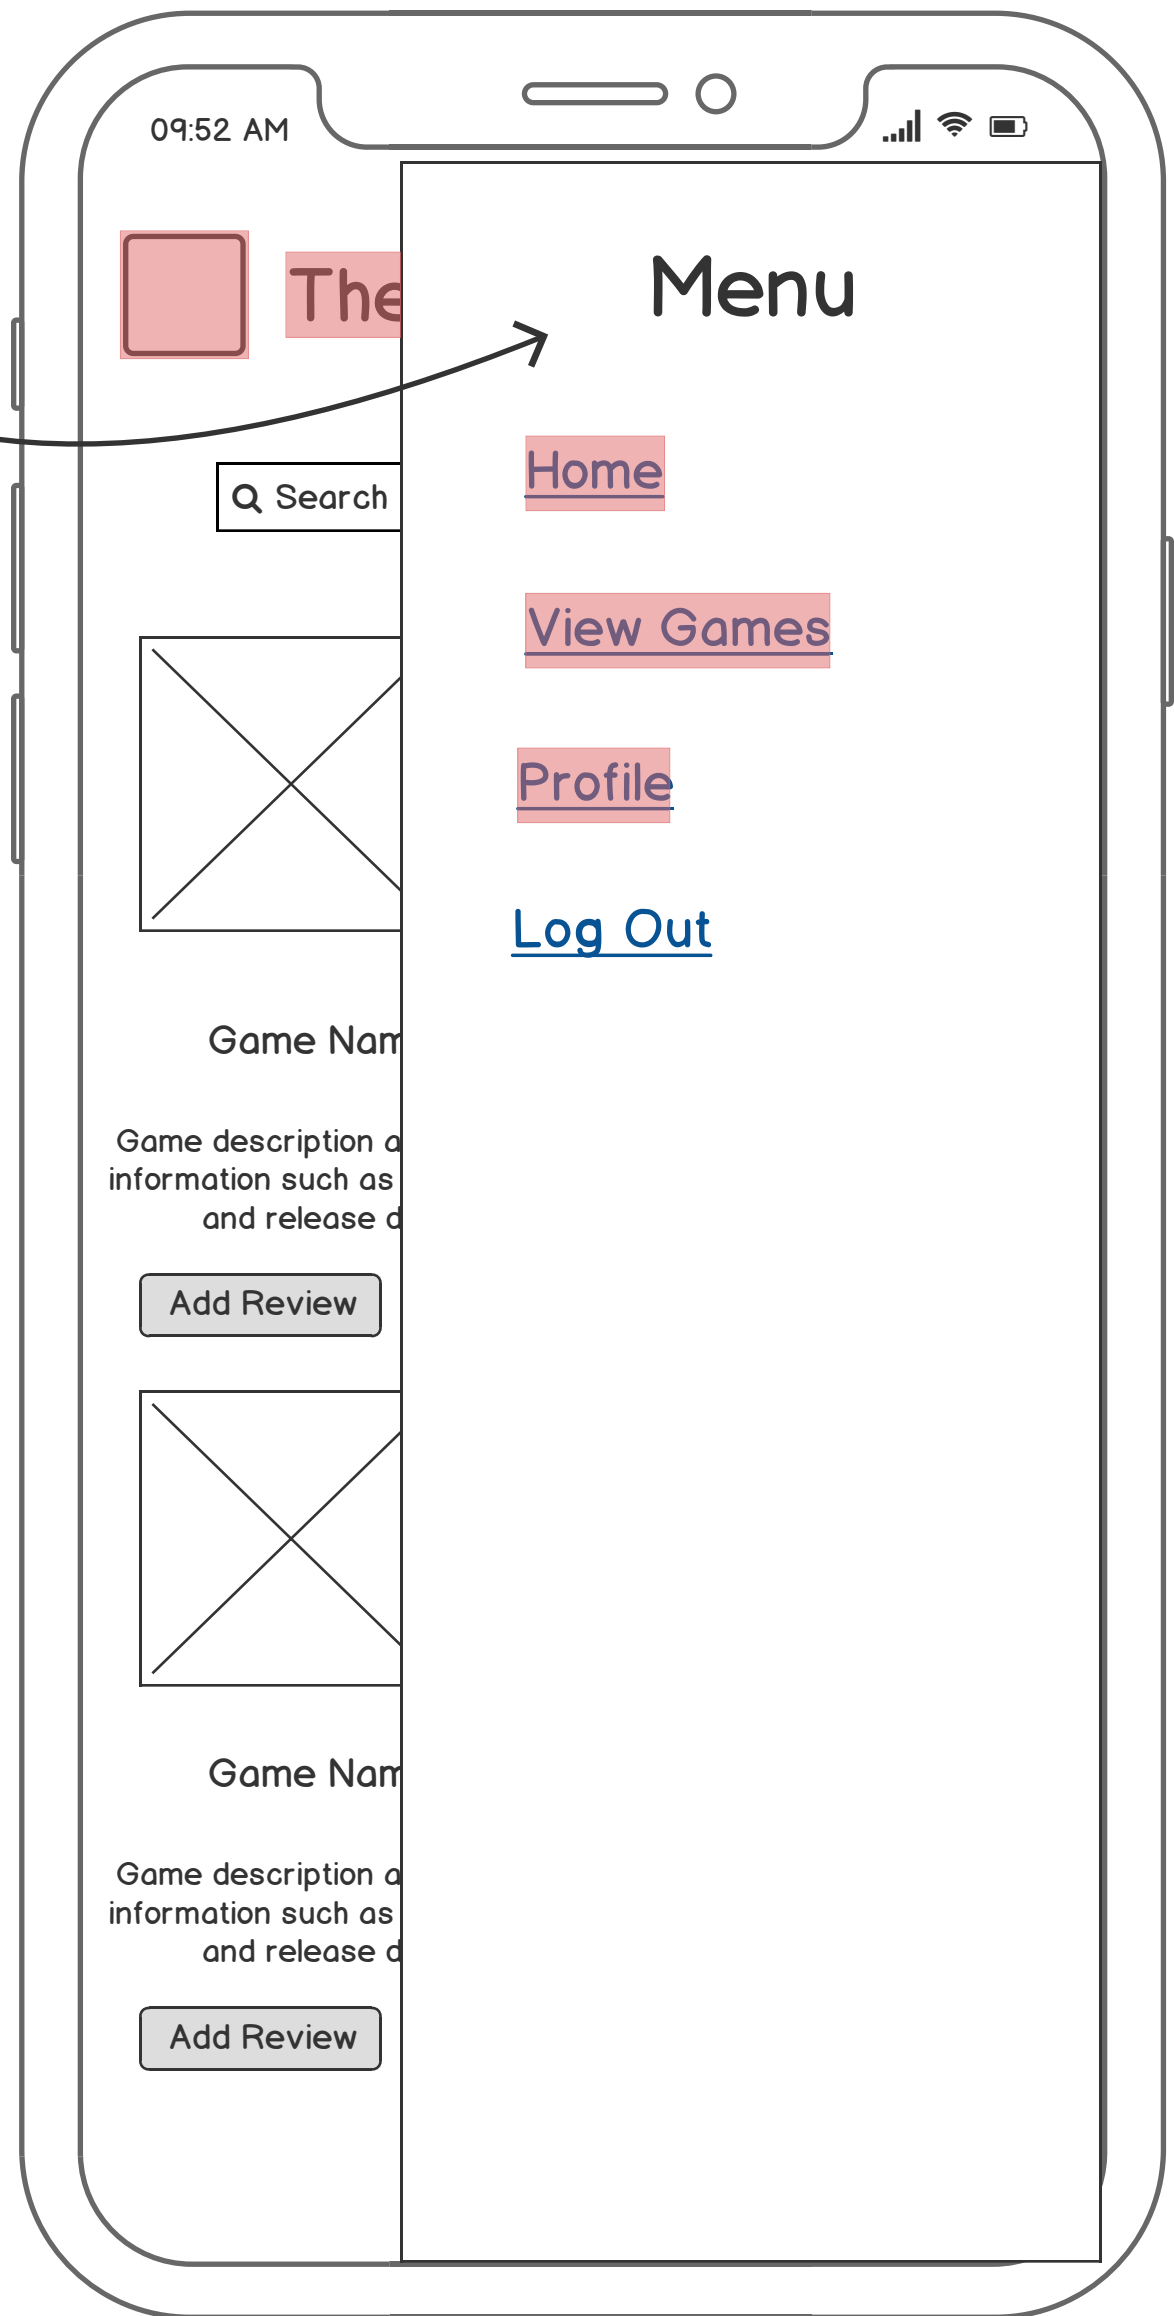 09:52 AM
The
Menu
Search
Home
View Games
Profile
Log Out
Game Nam
Game description a
information such as
and release d
Add Review
Game Nam
Game description a
information such as
and release d
Add Review